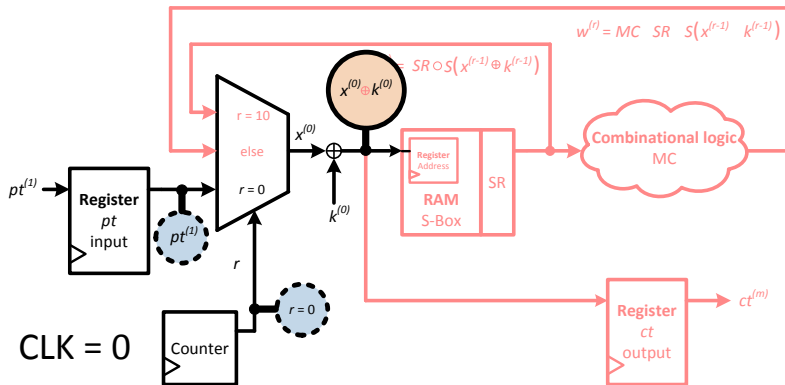 w⁽ʳ⁾ = MC SR S(x⁽ʳ⁻¹⁾ k⁽ʳ⁻¹⁾)
= SR ○ S(x⁽ʳ⁻¹⁾ ⊕ k⁽ʳ⁻¹⁾)
x⁽⁰⁾ ⊕ k⁽⁰⁾
r = 10
else
r = 0
x⁽⁰⁾
k⁽⁰⁾
Register
Address
RAM
S-Box
SR
Combinational logic
MC
pt⁽¹⁾
Register
pt
input
pt⁽¹⁾
r
r = 0
Counter
CLK = 0
Register
ct
output
ct⁽ᵐ⁾